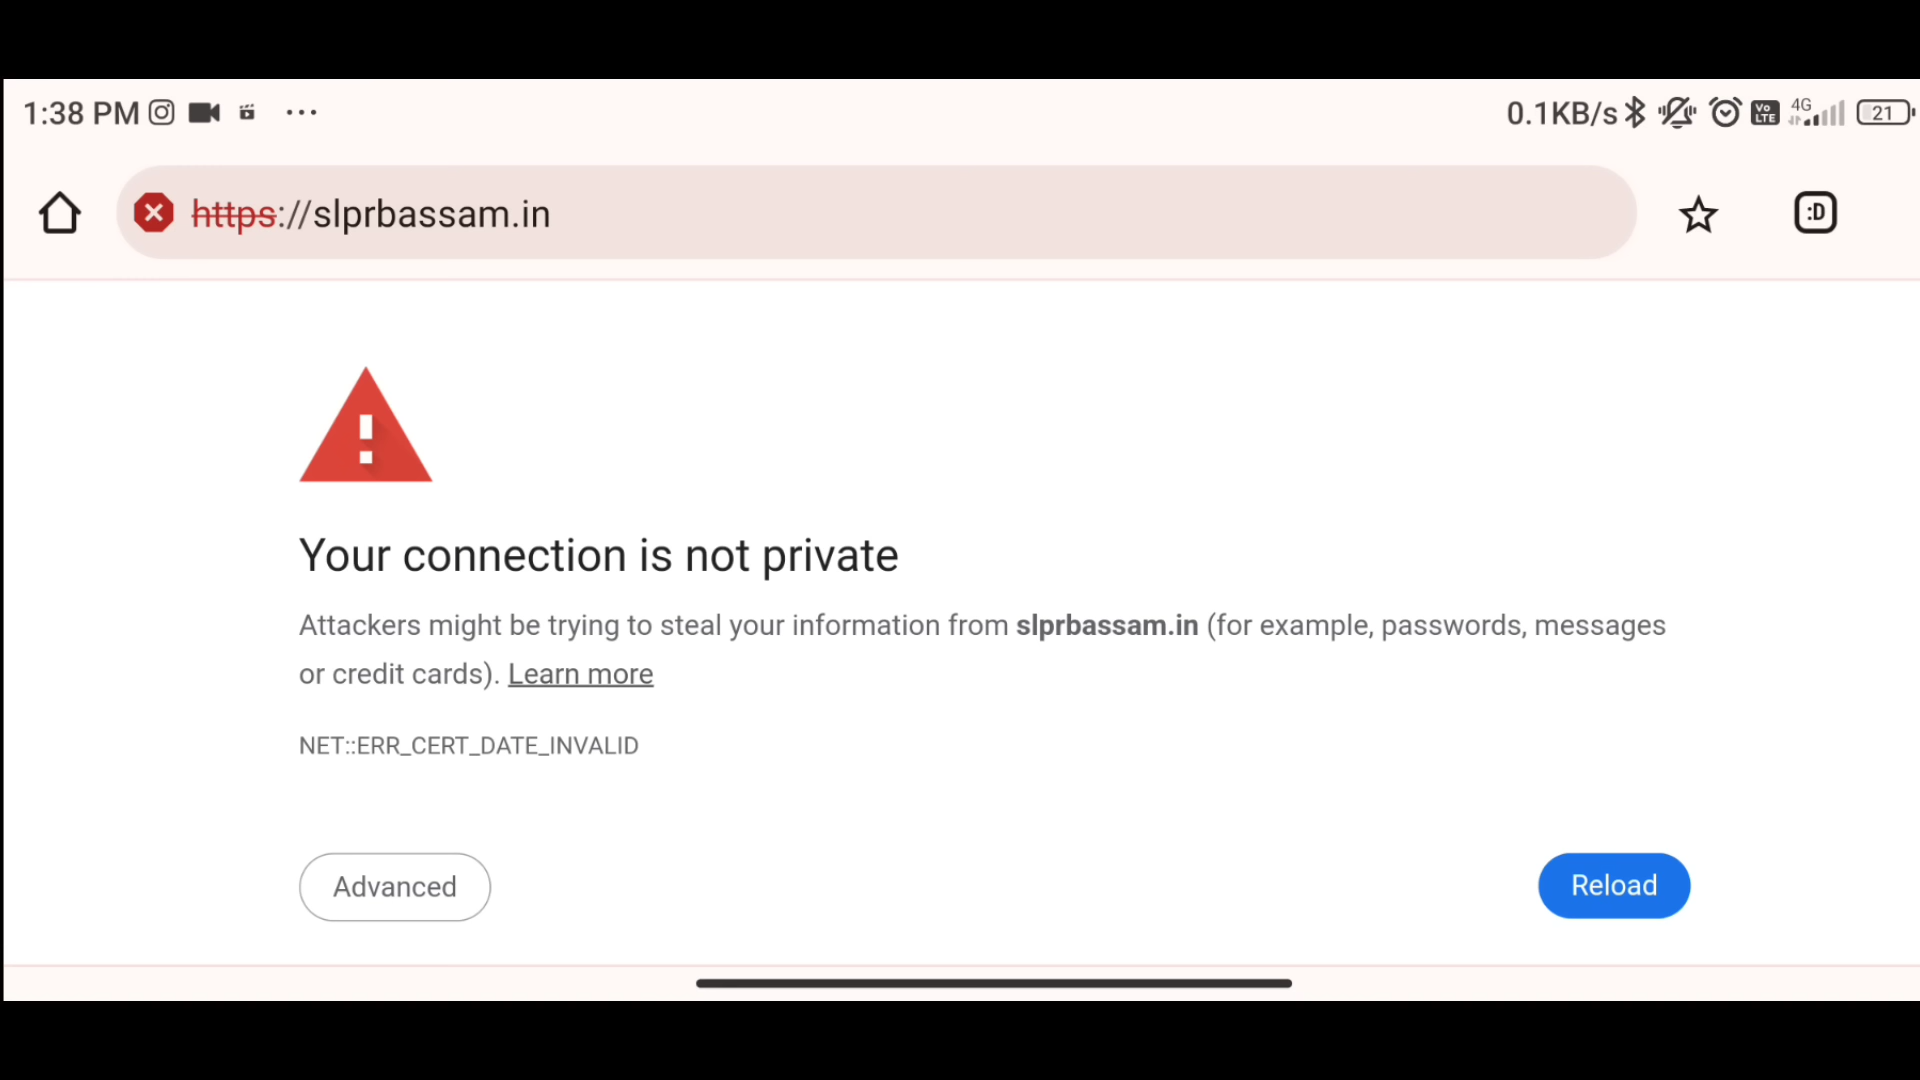 1:38 PM ... 0.1KB/s Vo LTE 4G 21
https://slprbassam.in :D
Your connection is not private
Attackers might be trying to steal your information from slprbassam.in (for example, passwords, messages
or credit cards). Learn more
NET::ERR_CERT_DATE_INVALID
Advanced Reload